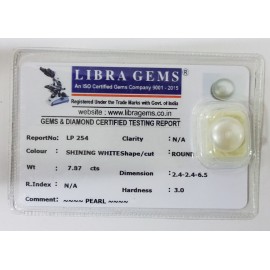 LIBRA GEMS
An ISO Certified Gems Company 9001 - 2015
Registered Under the Trade Marks with Govt. of India
website : www.libragems.co.in
GEMS & DIAMOND CERTIFIED TESTING REPORT
ReportNo: LP 254 Clarity : N/A
Colour : SHINING WHITE Shape/cut : ROUND
Wt : 7.87 cts Dimension : 2.4-2.4-6.5
R.Index : N/A Hardness : 3.0
Comment ~~~~ PEARL ~~~~